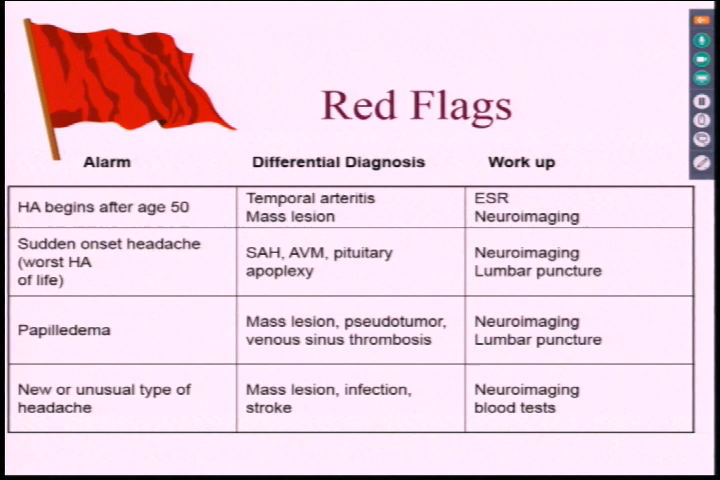 Red Flags
Alarm Differential Diagnosis Work up
HA begins after age 50
Temporal arteritis
Mass lesion
ESR
Neuroimaging
Sudden onset headache
(worst HA
of life)
SAH, AVM, pituitary
apoplexy
Neuroimaging
Lumbar puncture
Papilledema
Mass lesion, pseudotumor,
venous sinus thrombosis
Neuroimaging
Lumbar puncture
New or unusual type of
headache
Mass lesion, infection,
stroke
Neuroimaging
blood tests